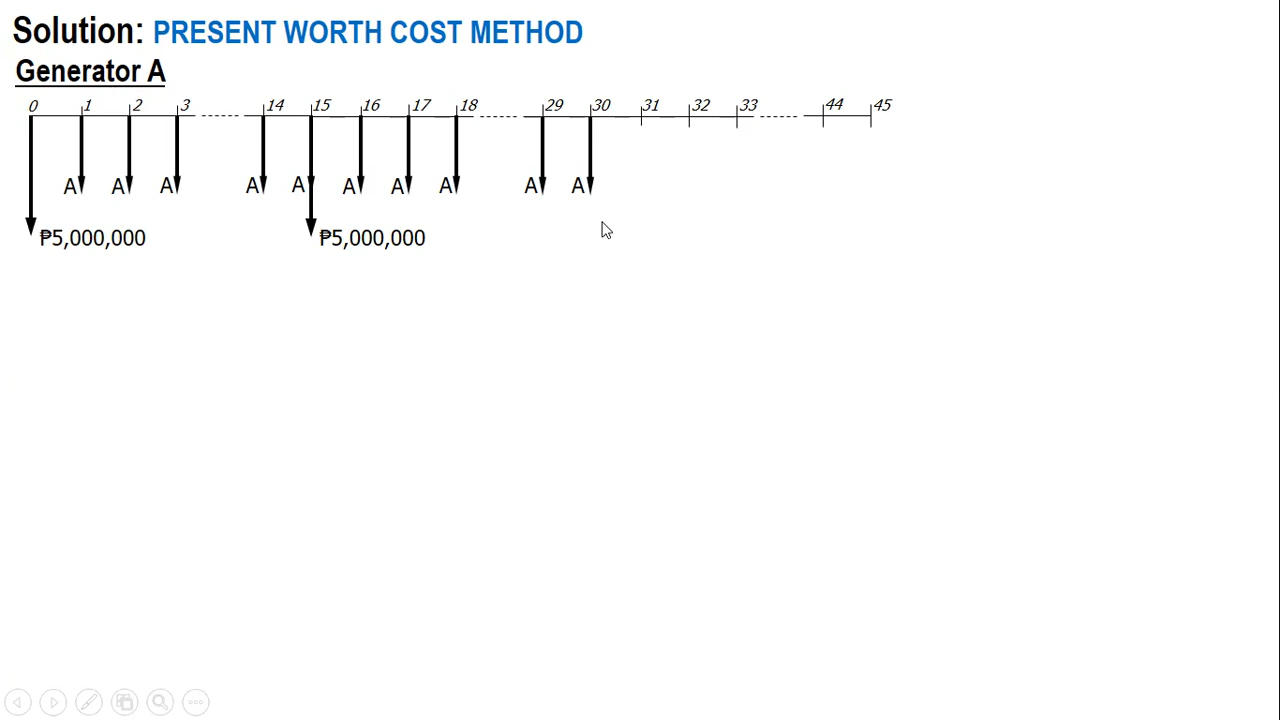 Solution: PRESENT WORTH COST METHOD
Generator A
0 1 2 3 14 15 16 17 18 29 30 31 32 33 44 45
A A A A A A A A A A
₱5,000,000 ₱5,000,000